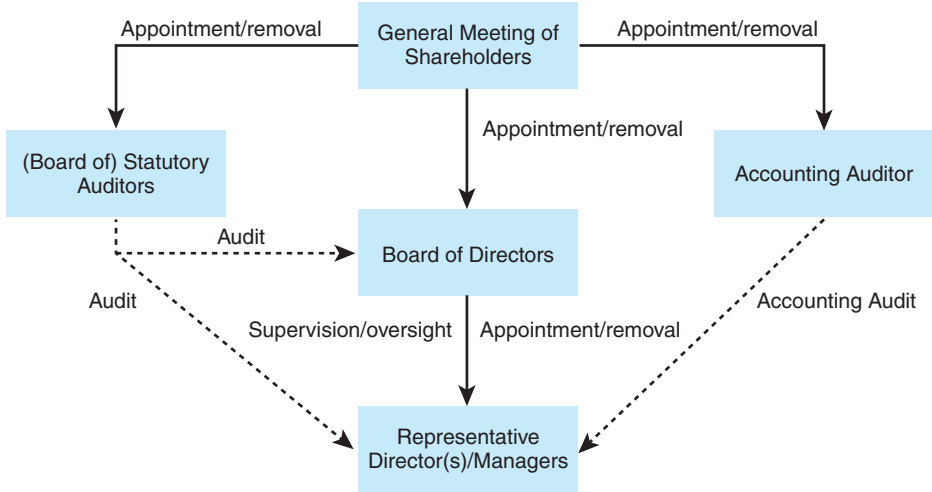 Appointment/removal
General Meeting of
Shareholders
Appointment/removal
Appointment/removal
(Board of) Statutory
Auditors
Accounting Auditor
Audit
Board of Directors
Audit
Accounting Audit
Supervision/oversight
Appointment/removal
Representative
Director(s)/Managers